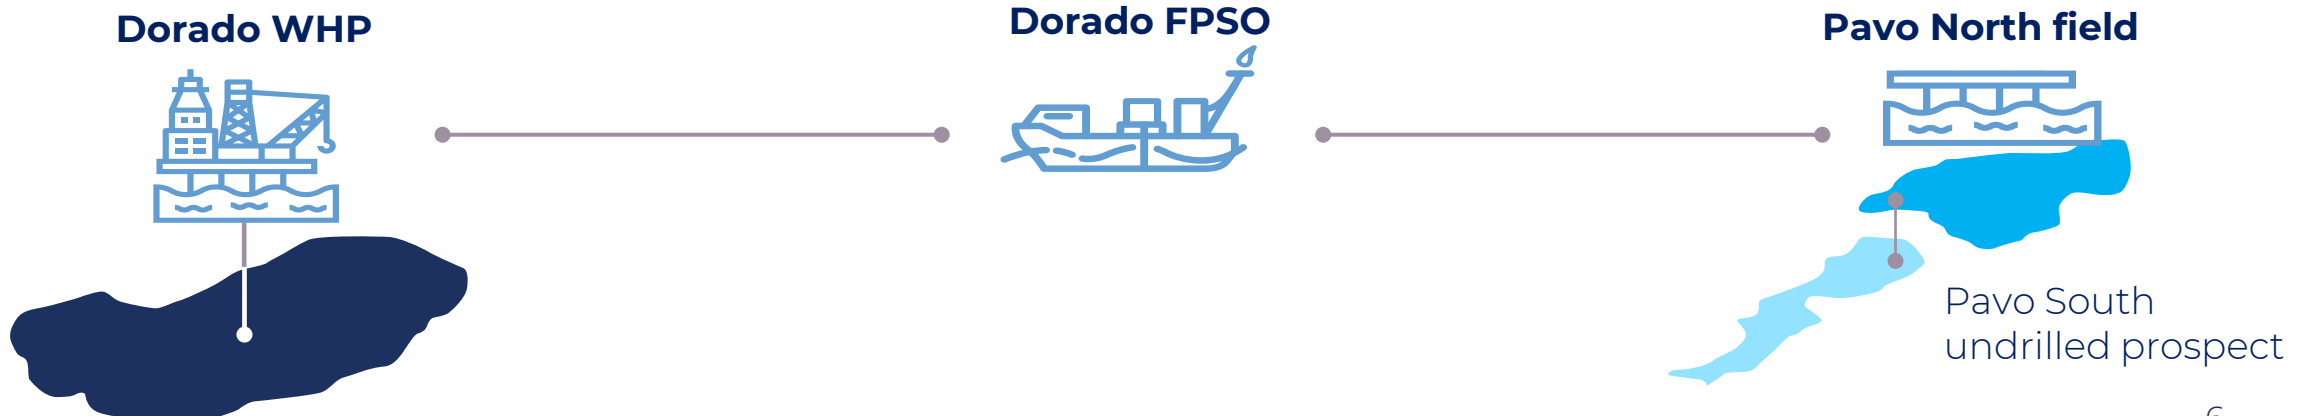 Dorado WHP
Dorado FPSO
Pavo North field
Pavo South
undrilled prospect